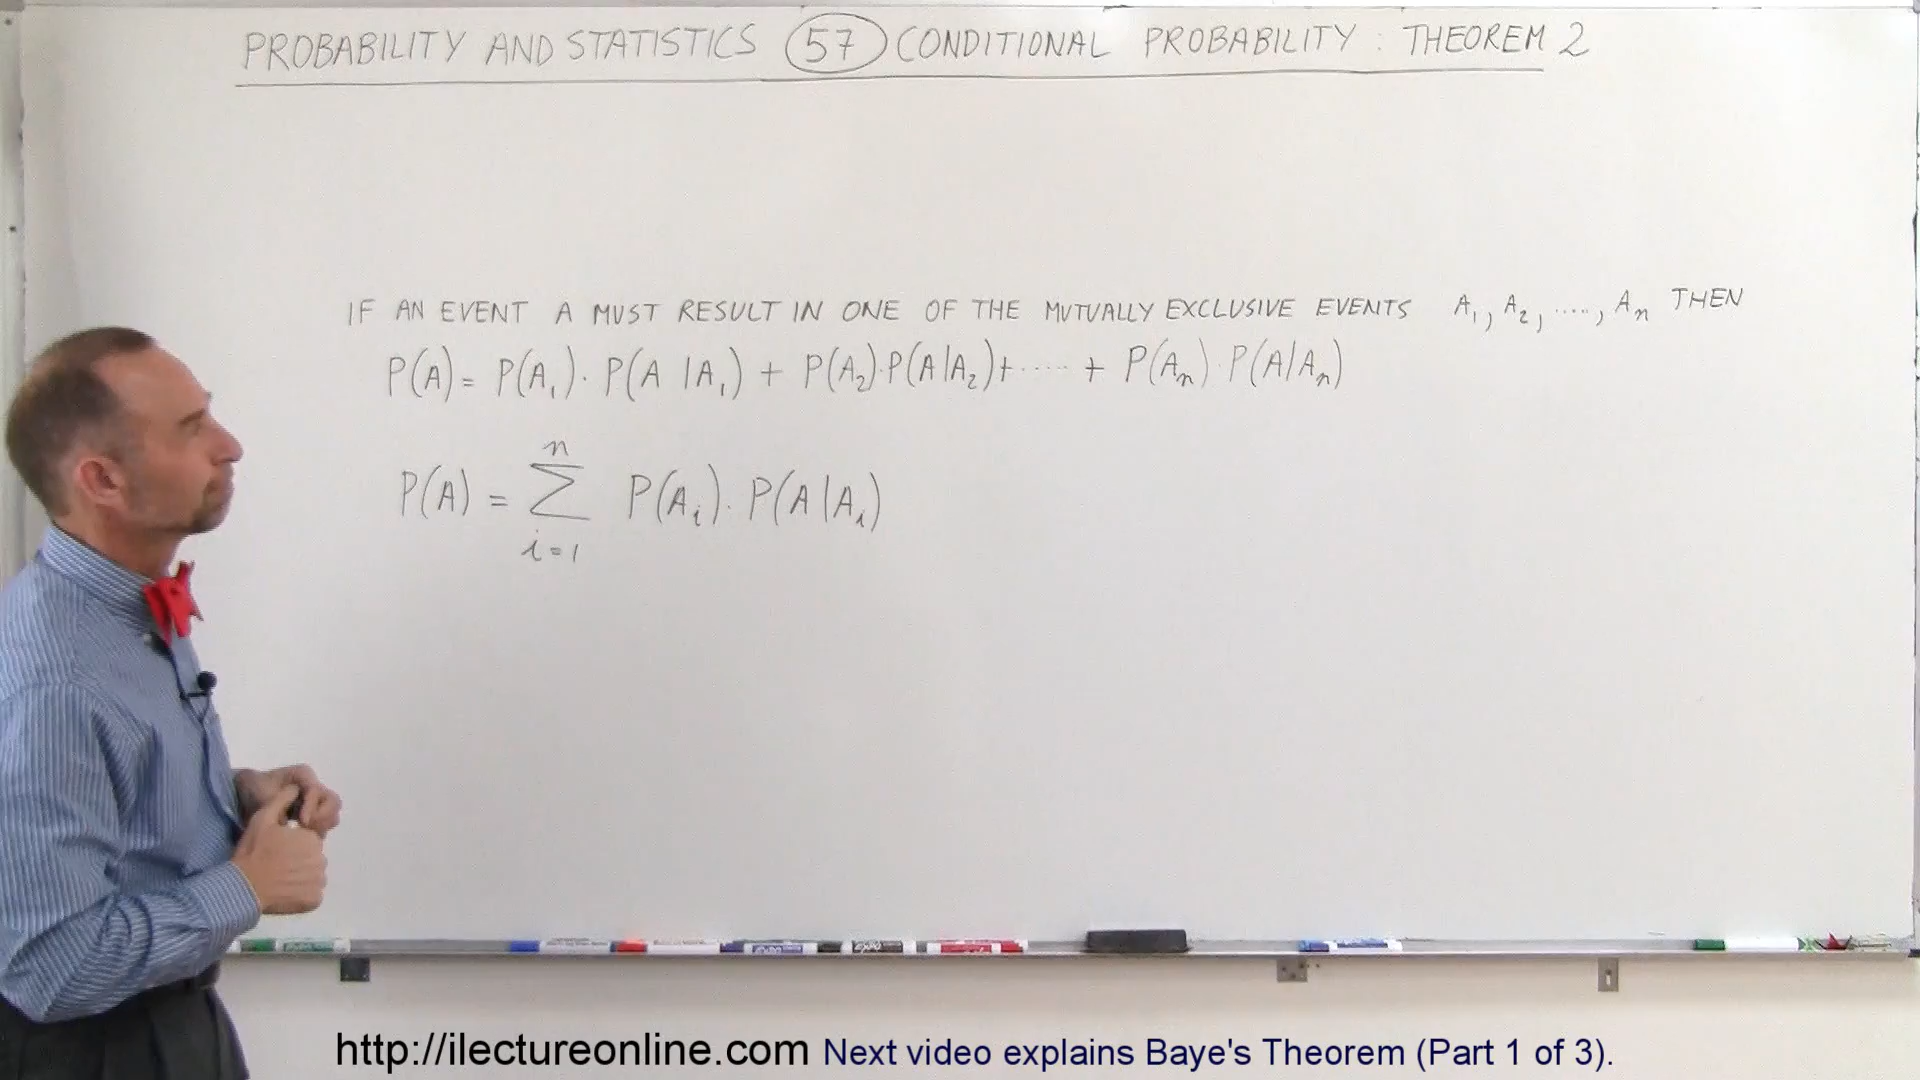 PROBABILITY AND STATISTICS 57 CONDITIONAL PROBABILITY : THEOREM 2
IF AN EVENT A MUST RESULT IN ONE OF THE MUTUALLY EXCLUSIVE EVENTS A₁, A₂, ....., Aₙ THEN
P(A) = P(A₁) · P(A | A₁) + P(A₂) · P(A | A₂) + ····· + P(Aₙ) · P(A | Aₙ)
n
P(A) = Σ P(Aᵢ) · P(A | Aᵢ)
i = 1
EXPO
http://ilectureonline.com Next video explains Baye's Theorem (Part 1 of 3).